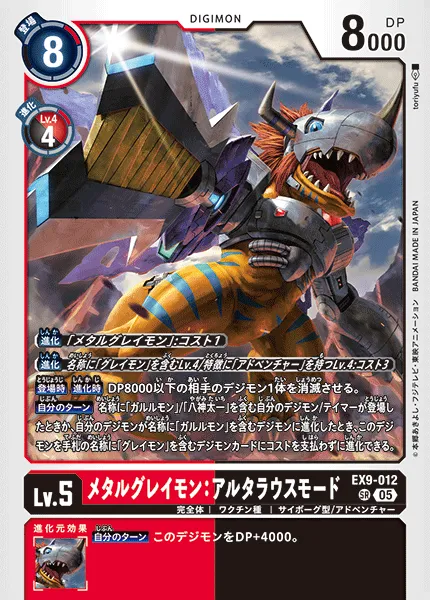 DIGIMON
登場
8
DP
8000
進化
Lv.4
4
toriyufu
BANDAI MADE IN JAPAN
©本郷あきよし・フジテレビ・東映アニメーション
進化 「メタルグレイモン」:コスト1
進化 名称に「グレイモン」を含むLv.4/特徴に「アドベンチャー」を持つLv.4:コスト3
登場時 進化時 DP8000以下の相手のデジモン1体を消滅させる。
自分のターン 名称に「ガルルモン」/「八神太一」を含む自分のデジモン/テイマーが登場し
たときか、自分のデジモンが名称に「ガルルモン」を含むデジモンに進化したとき、このデジ
モンを手札の名称に「グレイモン」を含むデジモンカードにコストを支払わずに進化できる。
Lv.5
メタルグレイモン:アルタラウスモード
EX9-012
SR 05
完全体 | ワクチン種 | サイボーグ型/アドベンチャー
進化元効果
自分のターン このデジモンをDP+4000。